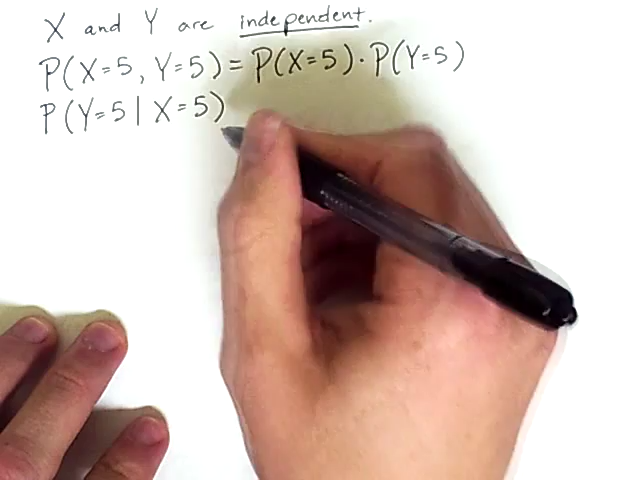 X and Y are independent.
P(X=5, Y=5) = P(X=5) · P(Y=5)
P(Y=5 | X=5)